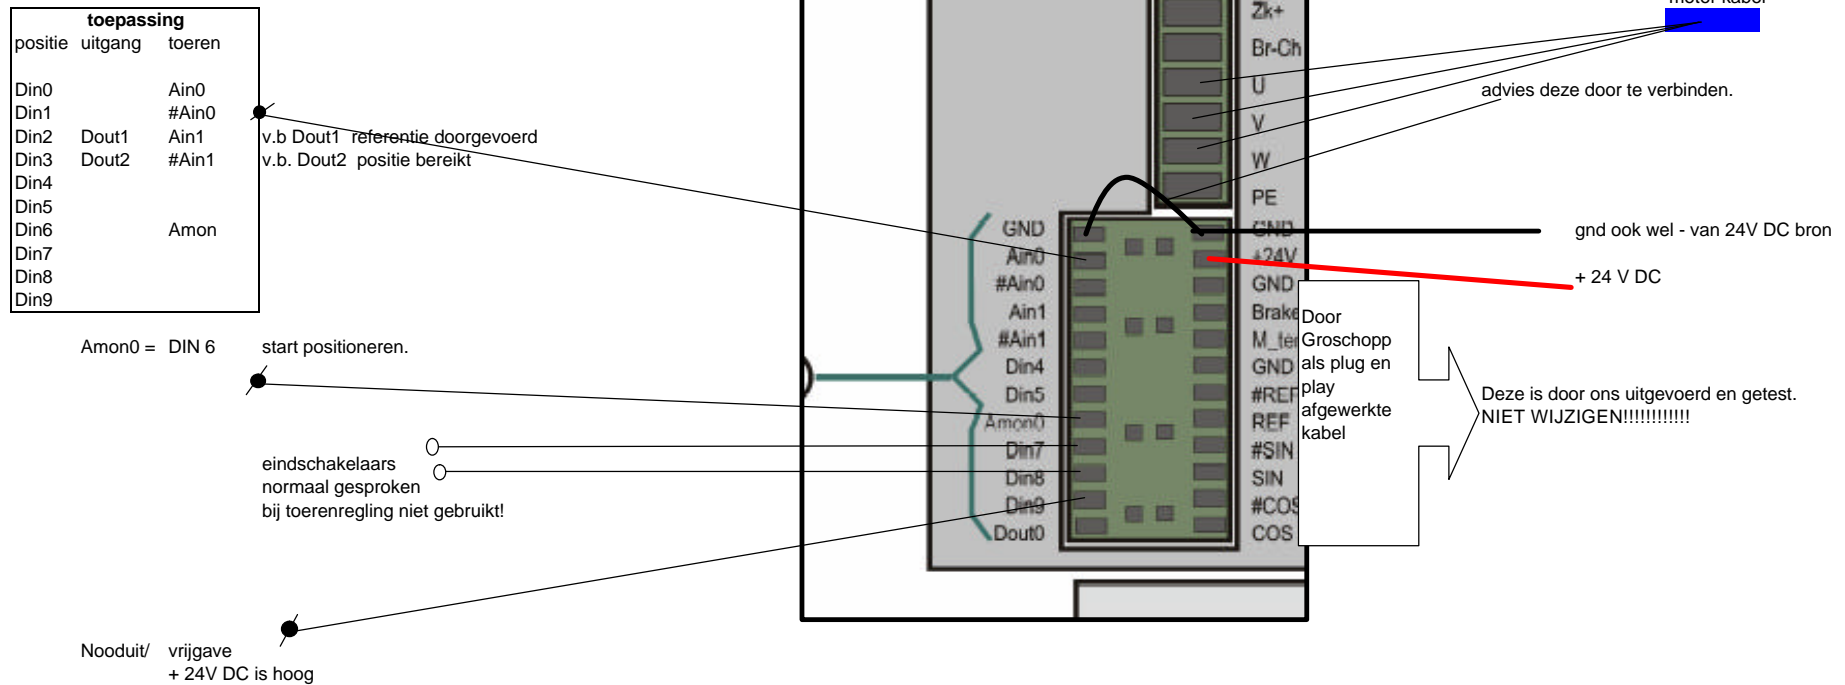 toepassing
positie uitgang toeren
Din0 Ain0
Din1 #Ain0
Din2 Dout1 Ain1 v.b Dout1 referentie doorgevoerd
Din3 Dout2 #Ain1 v.b. Dout2 positie bereikt
Din4
Din5
Din6 Amon
Din7
Din8
Din9
Amon0 = DIN 6 start positioneren.
eindschakelaars
normaal gesproken
bij toerenregling niet gebruikt!
Nooduit/ vrijgave
+ 24V DC is hoog
Zk+
Br-Ch
U
V
W
PE
GND
Ain0
#Ain0
Ain1
#Ain1
Din4
Din5
Amon0
Din7
Din8
Din9
Dout0
GND
+24V
GND
Brake
M_te
GND
#REF
REF
#SIN
SIN
#COS
COS
motor kabel
advies deze door te verbinden.
gnd ook wel - van 24V DC bron
+ 24 V DC
Door
Groschopp
als plug en
play
afgewerkte
kabel
Deze is door ons uitgevoerd en getest.
NIET WIJZIGEN!!!!!!!!!!!!